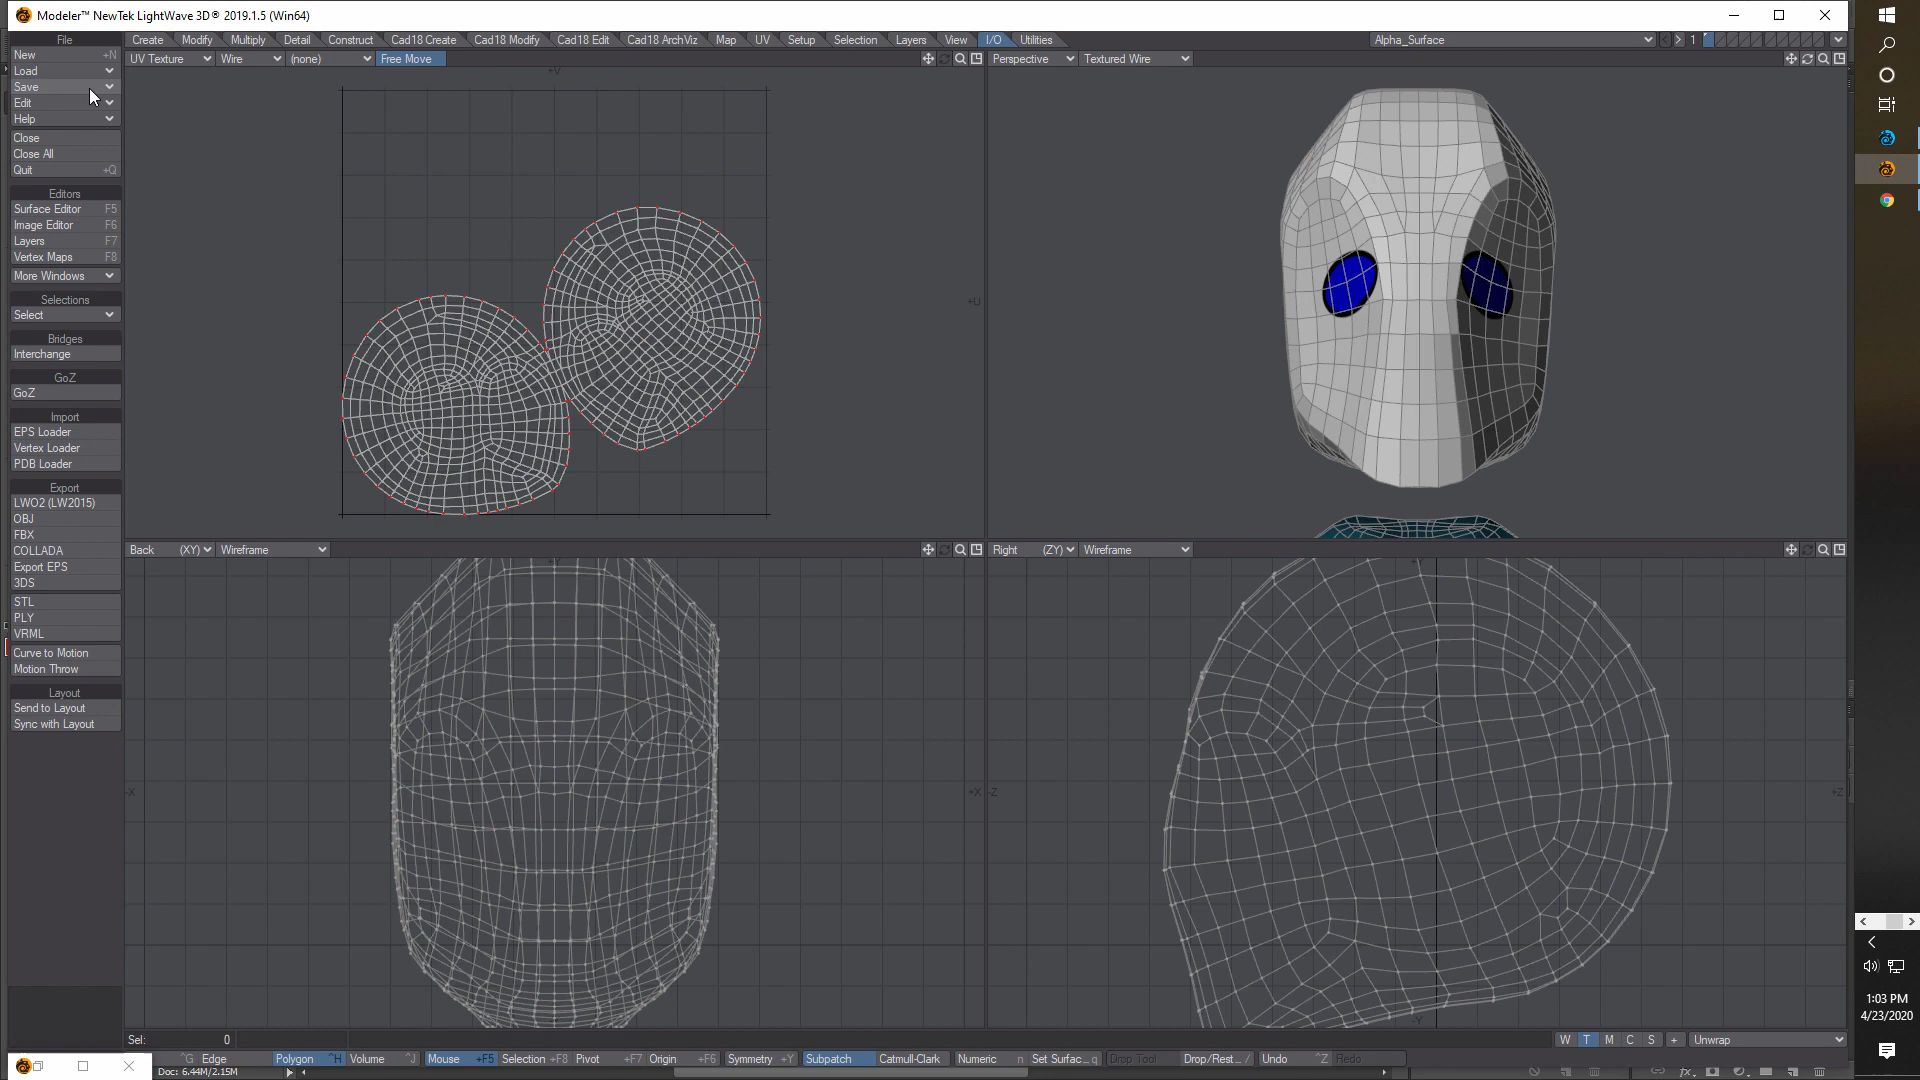 Modeler™ NewTek LightWave 3D® 2019.1.5 (Win64)
File
Create Modify Multiply Detail Construct Cad18 Create Cad18 Modify Cad18 Edit Cad18 ArchViz Map UV Setup Selection Layers View I/O Utilities
Alpha_Surface
1
New +N
Load
Save
Edit
Help
Close
Close All
Quit +Q
Editors
Surface Editor F5
Image Editor F6
Layers F7
Vertex Maps F8
More Windows
Selections
Select
Bridges
Interchange
GoZ
GoZ
Import
EPS Loader
Vertex Loader
PDB Loader
Export
LWO2 (LW2015)
OBJ
FBX
COLLADA
Export EPS
3DS
STL
PLY
VRML
Curve to Motion
Motion Throw
Layout
Send to Layout
Sync with Layout
UV Texture Wire (none) Free Move
+V
+U
Perspective Textured Wire
Back (XY) Wireframe
-X +X
Right (ZY) Wireframe
-Z +Z
Sel: 0
W T M C S + Unwrap
^G Edge Polygon ^H Volume ^J Mouse +F5 Selection +F8 Pivot +F7 Origin +F6 Symmetry +Y Subpatch Catmull-Clark Numeric n Set Surfac... q Drop Tool Drop/Rest... / Undo ^Z Redo
Doc: 6.44M/2.15M
fx
1:03 PM
4/23/2020